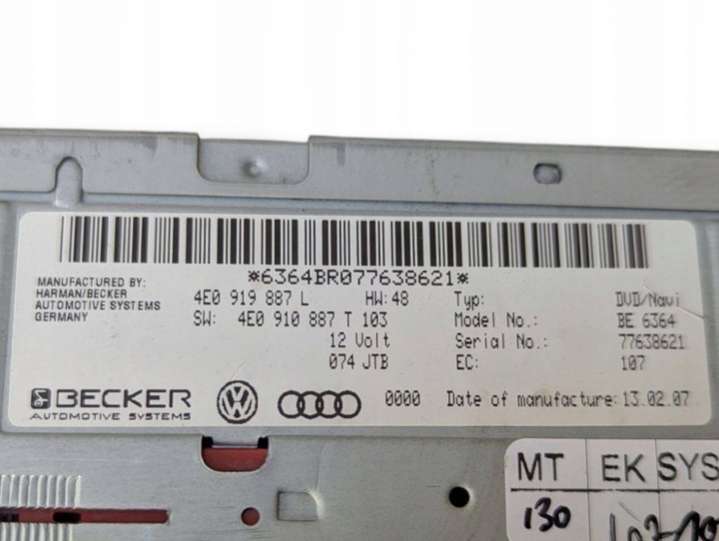 *6364BR077638621*
MANUFACTURED BY:
HARMAN/BECKER
AUTOMOTIVE SYSTEMS
GERMANY
4E0 919 887 L HW:48
SW: 4E0 910 887 T 103
12 Volt
074 JTB
Typ: DVD/Navi
Model No.: BE 6364
Serial No.: 77638621
EC: 107
BECKER
AUTOMOTIVE SYSTEMS
0000 Date of manufacture: 13.02.07
MT EK SYS
130